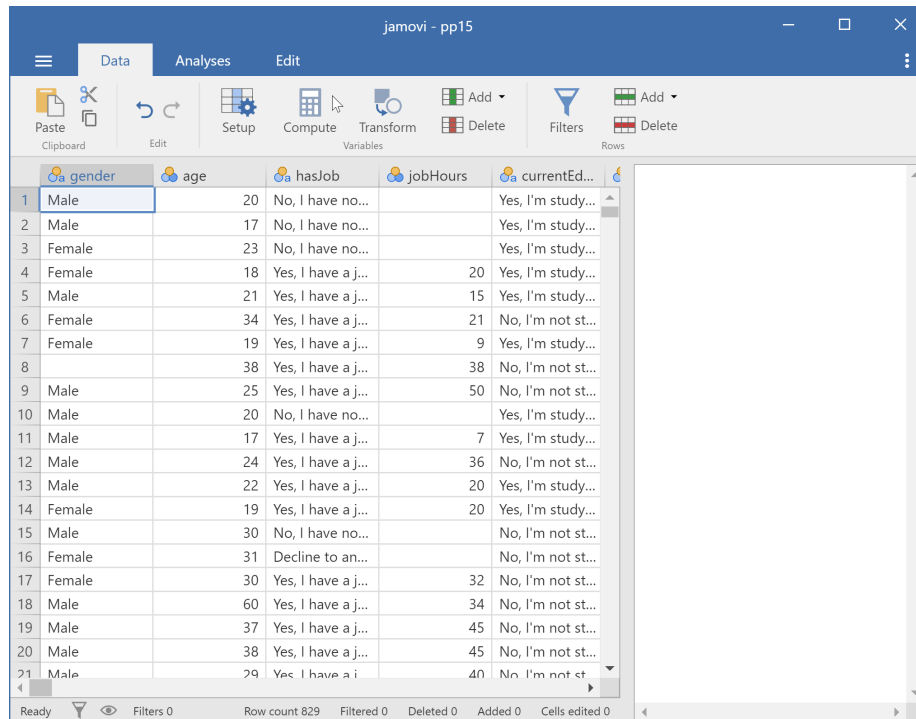 jamovi - pp15
Data Analyses Edit
Paste Setup Compute Transform Add Delete Filters Add Delete
Clipboard Edit Variables Rows
gender age hasJob jobHours currentEd...
1 Male 20 No, I have no... Yes, I'm study...
2 Male 17 No, I have no... Yes, I'm study...
3 Female 23 No, I have no... Yes, I'm study...
4 Female 18 Yes, I have a j... 20 Yes, I'm study...
5 Male 21 Yes, I have a j... 15 Yes, I'm study...
6 Female 34 Yes, I have a j... 21 No, I'm not st...
7 Female 19 Yes, I have a j... 9 Yes, I'm study...
8 38 Yes, I have a j... 38 No, I'm not st...
9 Male 25 Yes, I have a j... 50 No, I'm not st...
10 Male 20 No, I have no... Yes, I'm study...
11 Male 17 Yes, I have a j... 7 Yes, I'm study...
12 Male 24 Yes, I have a j... 36 No, I'm not st...
13 Male 22 Yes, I have a j... 20 Yes, I'm study...
14 Female 19 Yes, I have a j... 20 Yes, I'm study...
15 Male 30 No, I have no... No, I'm not st...
16 Female 31 Decline to an... No, I'm not st...
17 Female 30 Yes, I have a j... 32 No, I'm not st...
18 Male 60 Yes, I have a j... 34 No, I'm not st...
19 Male 37 Yes, I have a j... 45 No, I'm not st...
20 Male 38 Yes, I have a j... 45 No, I'm not st...
21 Male 29 Yes, I have a j... 40 No, I'm not st...
Ready Filters 0 Row count 829 Filtered 0 Deleted 0 Added 0 Cells edited 0